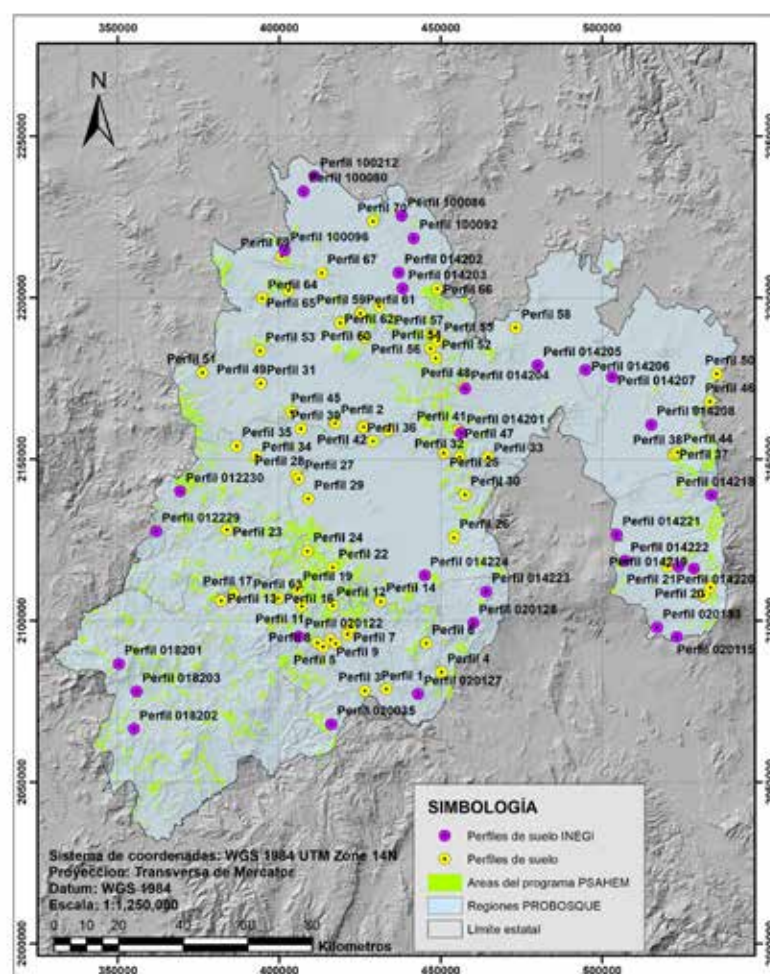 350000 400000 450000 500000
N
2250000 2250000
2200000 2200000
2150000 2150000
2100000 2100000
2050000
2000000 2000000
Perfil 100212
Perfil 100080
Perfil 70
Perfil 100086
Perfil 100092
Perfil 100096
Perfil 67
Perfil 014202
Perfil 014203
Perfil 64
Perfil 65
Perfil 59
Perfil 61
Perfil 66
Perfil 62
Perfil 57
Perfil 58
Perfil 53
Perfil 60
Perfil 56
Perfil 52
Perfil 51
Perfil 49
Perfil 31
Perfil 48
Perfil 014204
Perfil 014205
Perfil 014206
Perfil 014207
Perfil 50
Perfil 46
Perfil 45
Perfil 2
Perfil 41
Perfil 014201
Perfil 014208
Perfil 35
Perfil 36
Perfil 47
Perfil 38
Perfil 44
Perfil 34
Perfil 42
Perfil 32
Perfil 33
Perfil 37
Perfil 28
Perfil 27
Perfil 25
Perfil 012230
Perfil 29
Perfil 30
Perfil 014218
Perfil 012229
Perfil 23
Perfil 26
Perfil 014221
Perfil 24
Perfil 22
Perfil 014222
Perfil 17
Perfil 19
Perfil 014224
Perfil 014219
Perfil 13
Perfil 63
Perfil 16
Perfil 12
Perfil 14
Perfil 014223
Perfil 21
Perfil 014220
Perfil 20
Perfil 11
Perfil 020122
Perfil 020128
Perfil 7
Perfil 6
Perfil 5
Perfil 9
Perfil 020115
Perfil 018201
Perfil 3
Perfil 1
Perfil 4
Perfil 020127
Perfil 018203
Perfil 018202
Perfil 020035
SIMBOLOGÍA
Perfiles de suelo INEGI
Perfiles de suelo
Areas del programa PSAHEM
Regiones PROBOSQUE
Límite estatal
Sistema de coordenadas: WGS 1984 UTM Zone 14N
Proyeccion: Transversa de Mercator
Datum: WGS 1984
Escala: 1:1,250,000
0 10 20 40 60 80
Kilometros
350000 400000 450000 500000